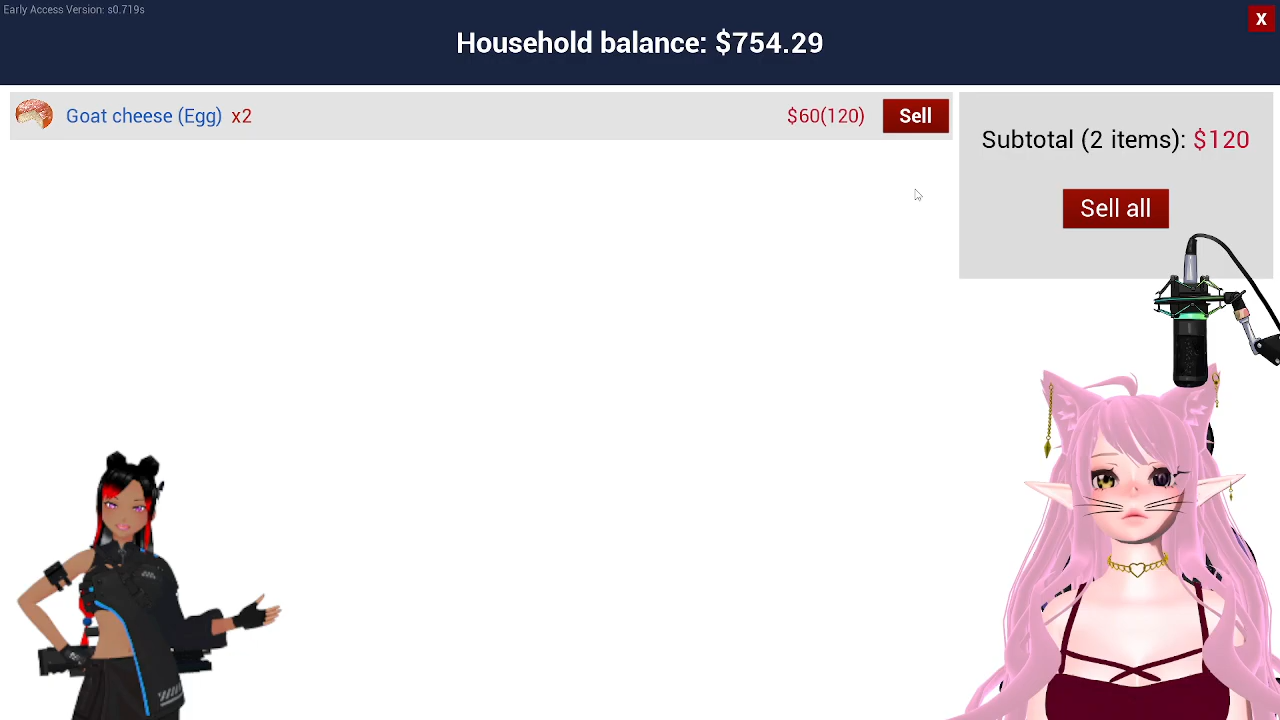 Early Access Version: s0.719s
X
Household balance: $754.29
Goat cheese (Egg) x2 $60(120) Sell
Subtotal (2 items): $120
Sell all